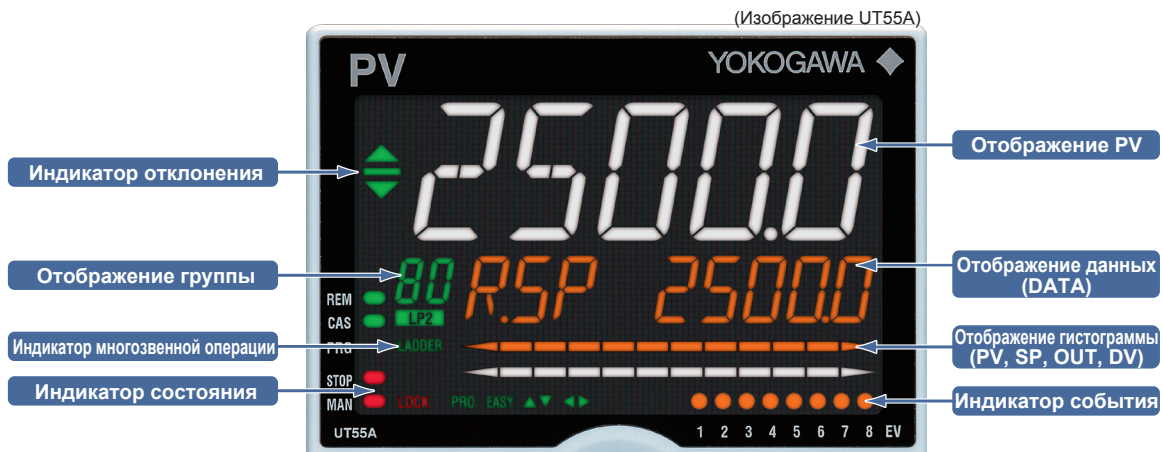 (Изображение UT55A)
PV
YOKOGAWA
2500.0
Отображение PV
Индикатор отклонения
Отображение группы
80
R.SP
2500.0
Отображение данных
(DATA)
REM
CAS
LP2
PRG
LADDER
Индикатор многозвенной операции
Отображение гистограммы
(PV, SP, OUT, DV)
STOP
MAN
Индикатор состояния
LOCK
PRO
EASY
Индикатор события
UT55A
1 2 3 4 5 6 7 8 EV